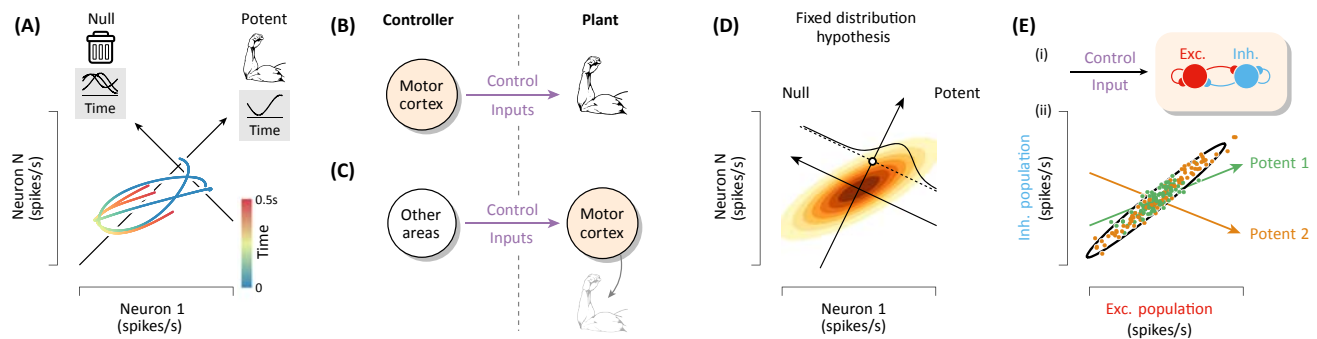 (A)
Null
Time
Potent
Time
Neuron N
(spikes/s)
0.5s
Time
0
Neuron 1
(spikes/s)
(B)
Controller
Plant
Motor
cortex
Control
Inputs
(C)
Other
areas
Control
Inputs
Motor
cortex
(D)
Fixed distribution
hypothesis
Null
Potent
Neuron N
(spikes/s)
Neuron 1
(spikes/s)
(E)
(i)
Control
Input
Exc.
Inh.
(ii)
Inh. population
(spikes/s)
Potent 1
Potent 2
Exc. population
(spikes/s)